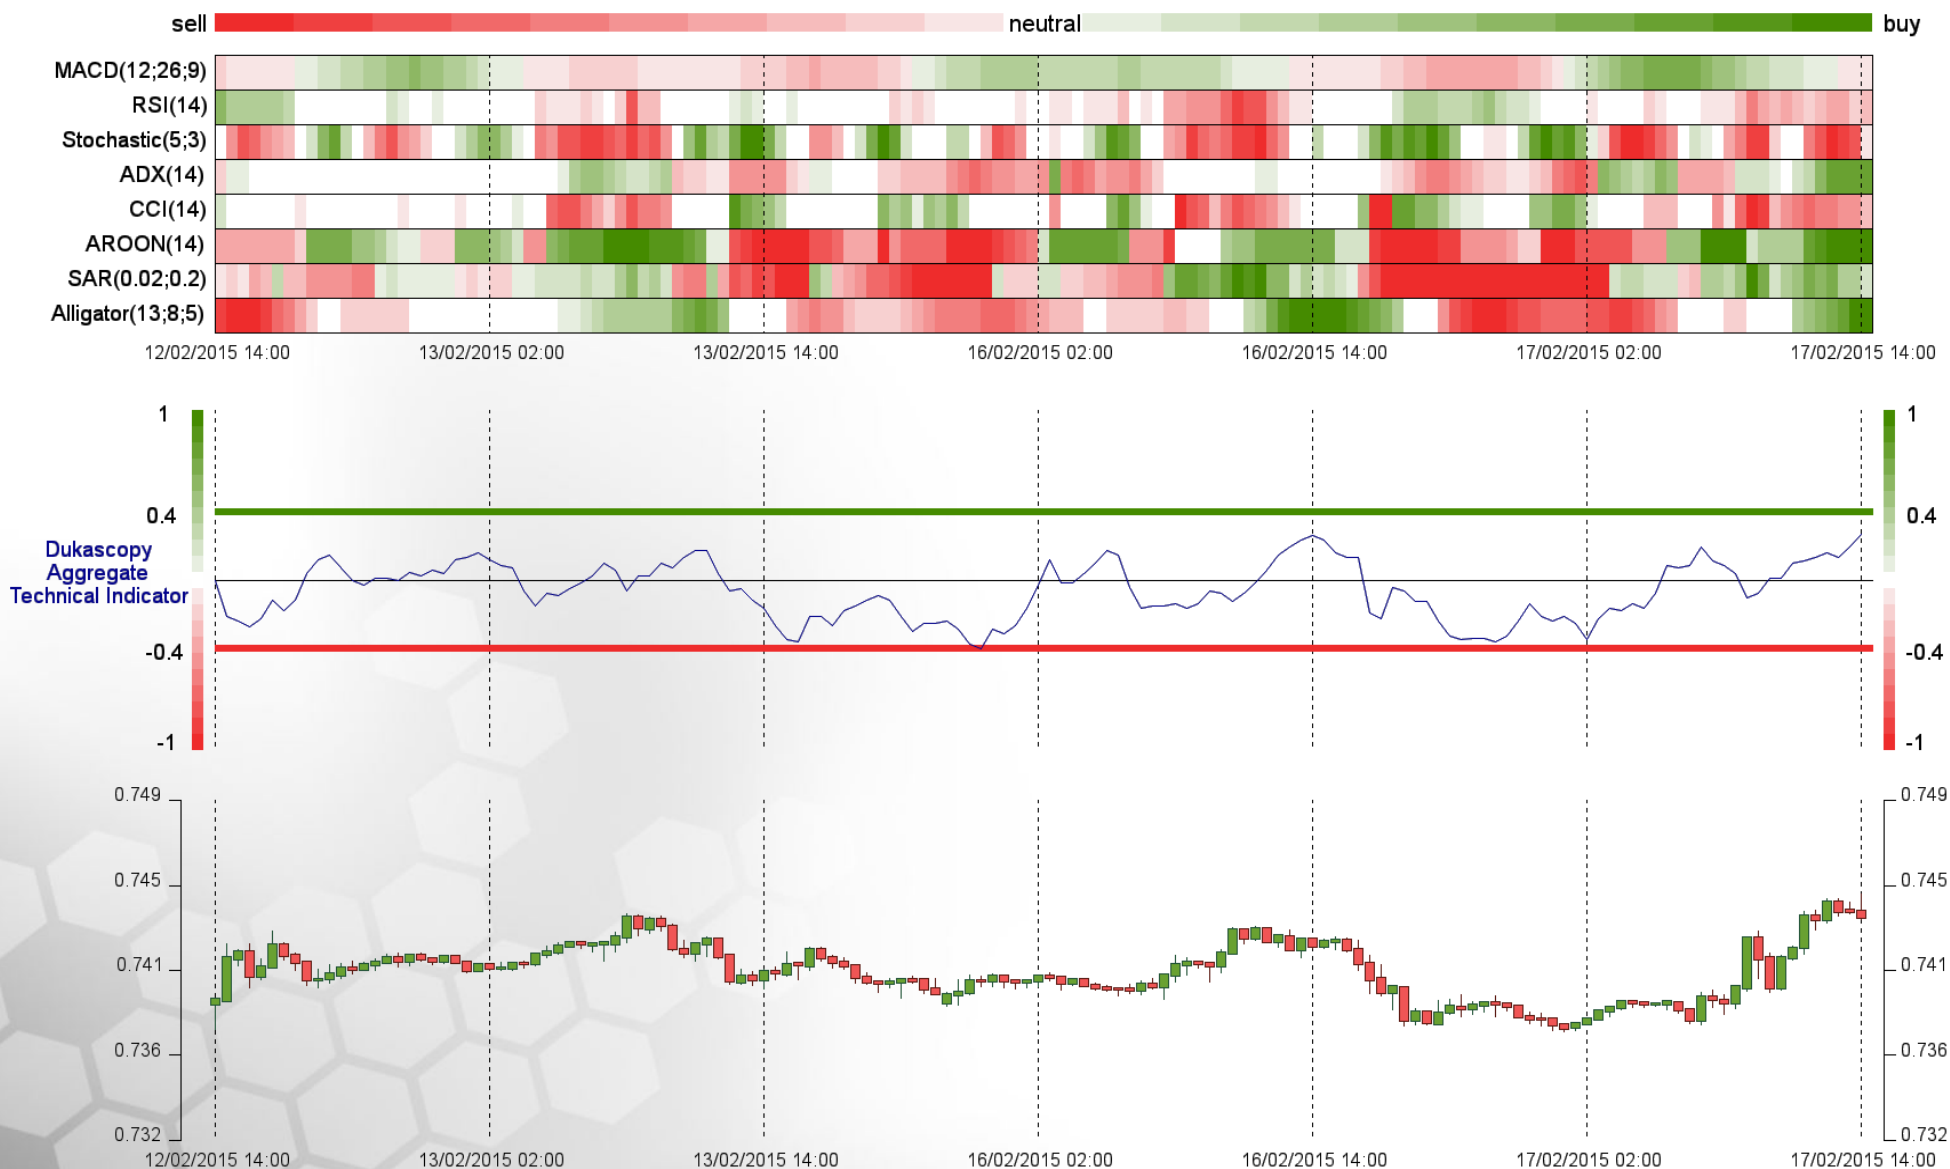 sell neutral buy
MACD(12;26;9)
RSI(14)
Stochastic(5;3)
ADX(14)
CCI(14)
AROON(14)
SAR(0.02;0.2)
Alligator(13;8;5)
12/02/2015 14:00 13/02/2015 02:00 13/02/2015 14:00 16/02/2015 02:00 16/02/2015 14:00 17/02/2015 02:00 17/02/2015 14:00
1 1
0.4 0.4
Dukascopy
Aggregate
Technical Indicator
-0.4 -0.4
-1 -1
0.749 0.749
0.745 0.745
0.741 0.741
0.736 0.736
0.732 0.732
12/02/2015 14:00 13/02/2015 02:00 13/02/2015 14:00 16/02/2015 02:00 16/02/2015 14:00 17/02/2015 02:00 17/02/2015 14:00